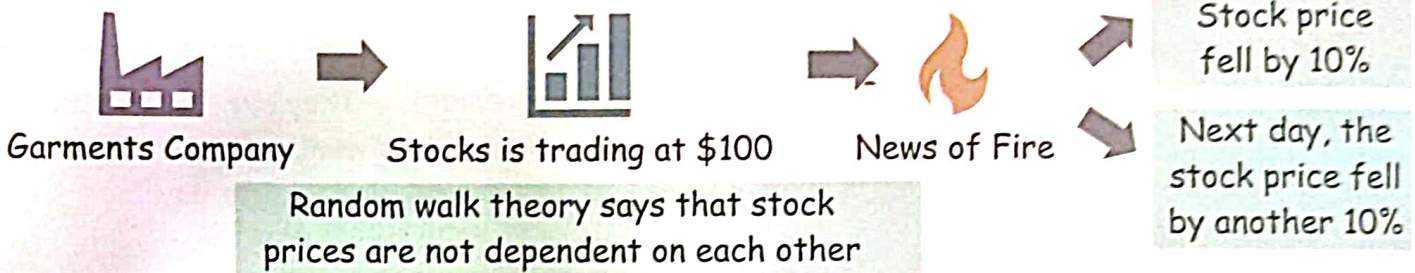 Garments Company
Stocks is trading at $100
News of Fire
Stock price
fell by 10%
Next day, the
stock price fell
by another 10%
Random walk theory says that stock
prices are not dependent on each other